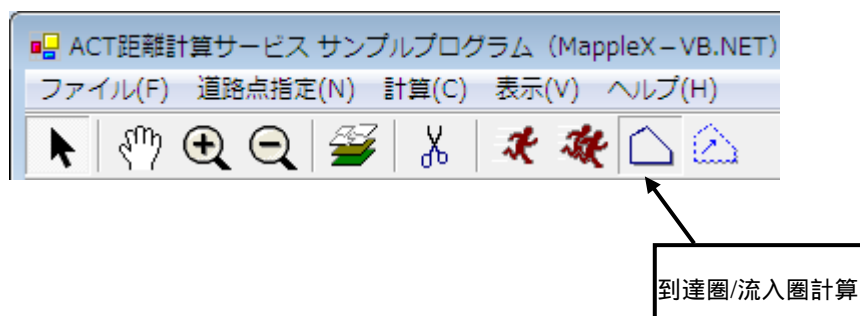 ACT距離計算サービス サンプルプログラム（MappleX－VB.NET）
ファイル(F) 道路点指定(N) 計算(C) 表示(V) ヘルプ(H)
到達圏/流入圏計算